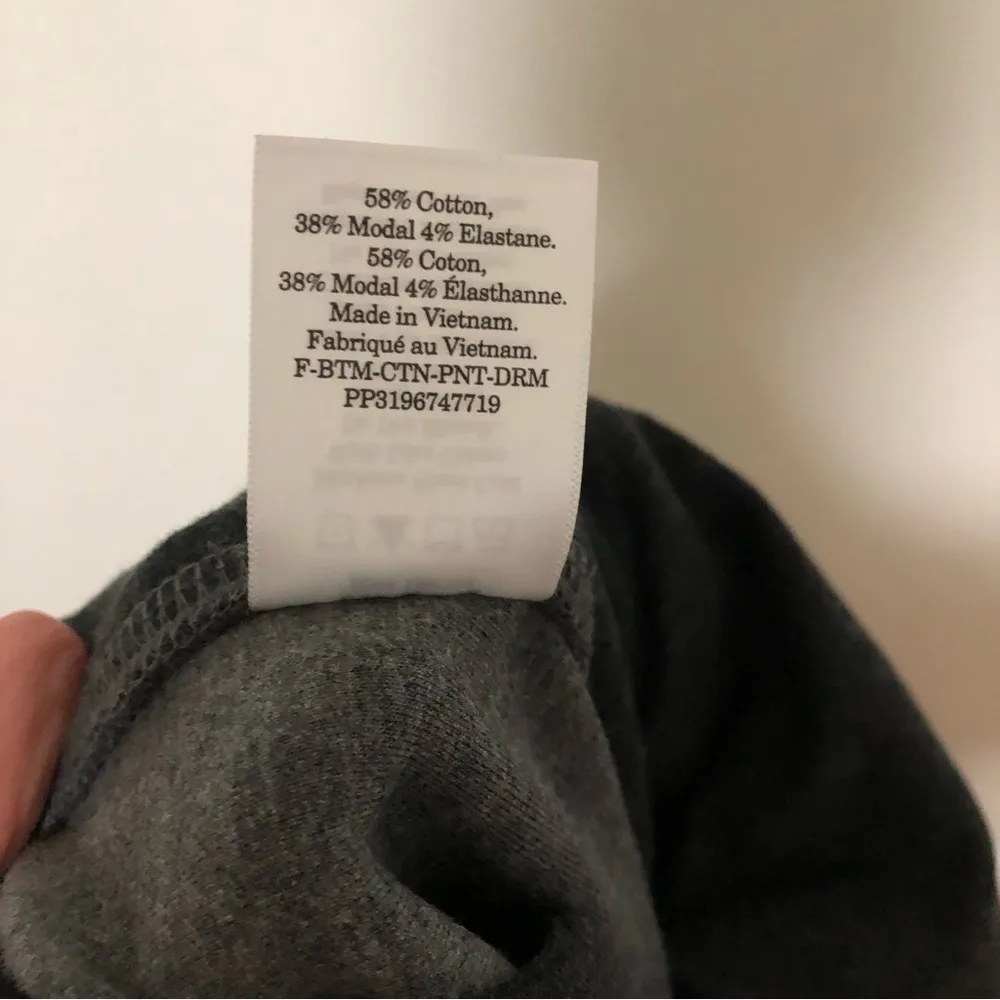 58% Cotton,
38% Modal 4% Elastane.
58% Coton,
38% Modal 4% Élasthanne.
Made in Vietnam.
Fabriqué au Vietnam.
F-BTM-CTN-PNT-DRM
PP3196747719